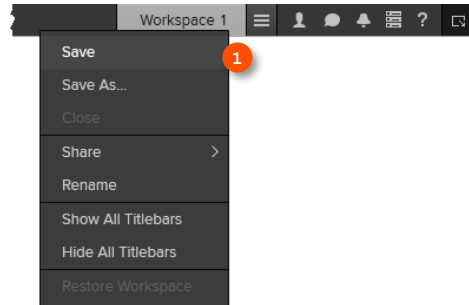 Workspace 1
?
Save
1
Save As...
Close
Share
Rename
Show All Titlebars
Hide All Titlebars
Restore Workspace